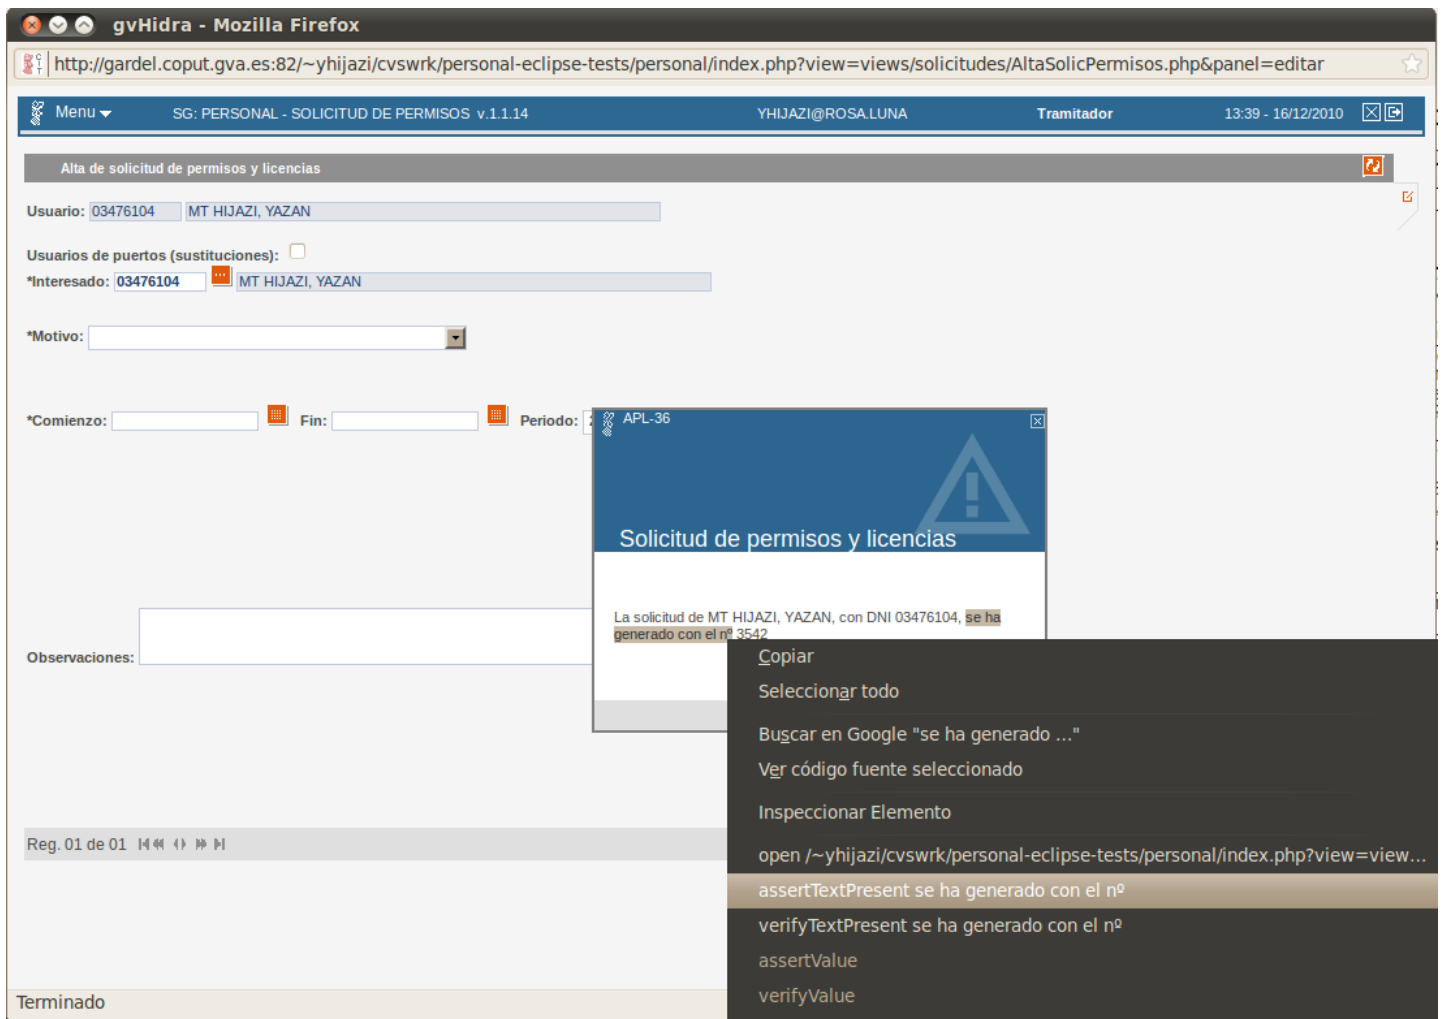 gvHidra - Mozilla Firefox
http://gardel.coput.gva.es:82/~yhijazi/cvswrk/personal-eclipse-tests/personal/index.php?view=views/solicitudes/AltaSolicPermisos.php&panel=editar
Menu SG: PERSONAL - SOLICITUD DE PERMISOS v.1.1.14 YHIJAZI@ROSA.LUNA Tramitador 13:39 - 16/12/2010
Alta de solicitud de permisos y licencias
Usuario: 03476104 MT HIJAZI, YAZAN
Usuarios de puertos (sustituciones):
*Interesado: 03476104 MT HIJAZI, YAZAN
*Motivo:
*Comienzo: Fin: Periodo:
APL-36
Solicitud de permisos y licencias
La solicitud de MT HIJAZI, YAZAN, con DNI 03476104, se ha
generado con el nº 3542
Observaciones:
Copiar
Seleccionar todo
Buscar en Google "se ha generado ..."
Ver código fuente seleccionado
Inspeccionar Elemento
open /~yhijazi/cvswrk/personal-eclipse-tests/personal/index.php?view=view...
assertTextPresent se ha generado con el nº
verifyTextPresent se ha generado con el nº
assertValue
verifyValue
Reg. 01 de 01
Terminado